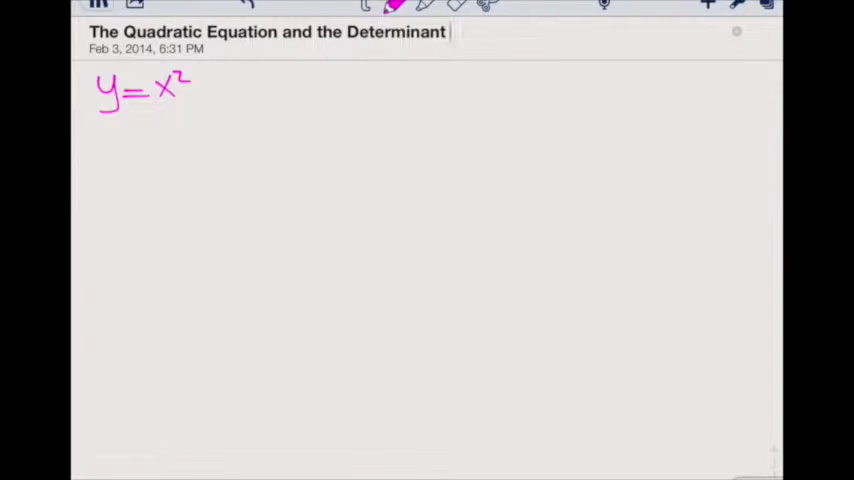 The Quadratic Equation and the Determinant
Feb 3, 2014, 6:31 PM
y = x²